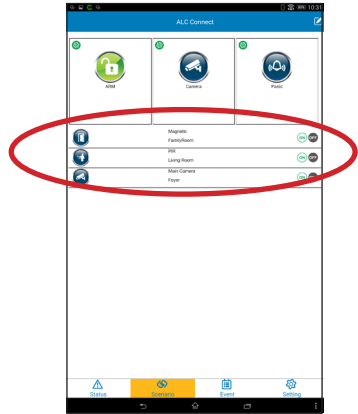 10:31
ALC Connect
ARM
Camera
Panic
Magnetic
FamilyRoom
ON OFF
PIR
Living Room
ON OFF
Main Camera
Foyer
ON OFF
Status
Scenario
Event
Setting